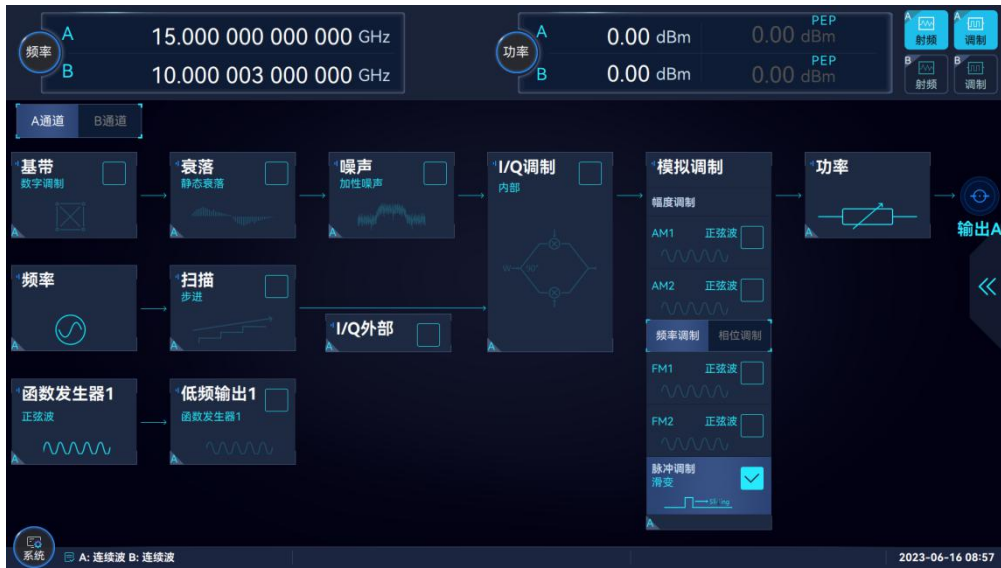 频率
A 15.000 000 000 000 GHz
B 10.000 003 000 000 GHz
功率
A 0.00 dBm PEP 0.00 dBm
B 0.00 dBm PEP 0.00 dBm
A 射频
A 调制
B 射频
B 调制
A通道 B通道
基带
数字调制
A
衰落
静态衰落
A
噪声
加性噪声
A
I/Q调制
内部
90°
A
模拟调制
幅度调制
AM1 正弦波
AM2 正弦波
频率调制 相位调制
FM1 正弦波
FM2 正弦波
脉冲调制
滑变
A
功率
A
输出A
频率
A
扫描
步进
A
I/Q外部
A
函数发生器1
正弦波
A
低频输出1
函数发生器1
A
系统
A: 连续波 B: 连续波
2023-06-16 08:57